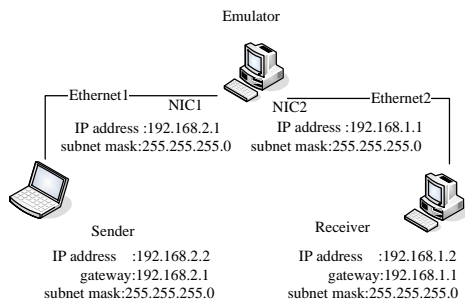 Emulator
Ethernet1
NIC1
NIC2
Ethernet2
IP address :192.168.2.1
subnet mask:255.255.255.0
IP address :192.168.1.1
subnet mask:255.255.255.0
Sender
IP address :192.168.2.2
gateway:192.168.2.1
subnet mask:255.255.255.0
Receiver
IP address :192.168.1.2
gateway:192.168.1.1
subnet mask:255.255.255.0